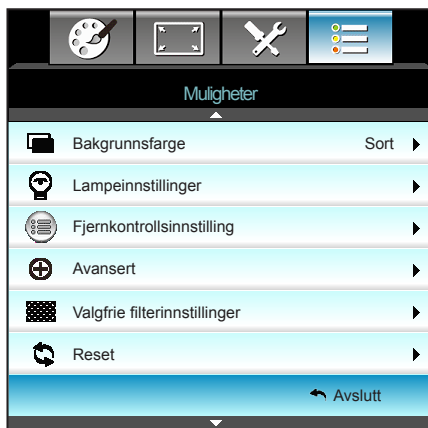 Muligheter
Bakgrunnsfarge Sort
Lampeinnstillinger
Fjernkontrollsinnstilling
Avansert
Valgfrie filterinnstillinger
Reset
Avslutt